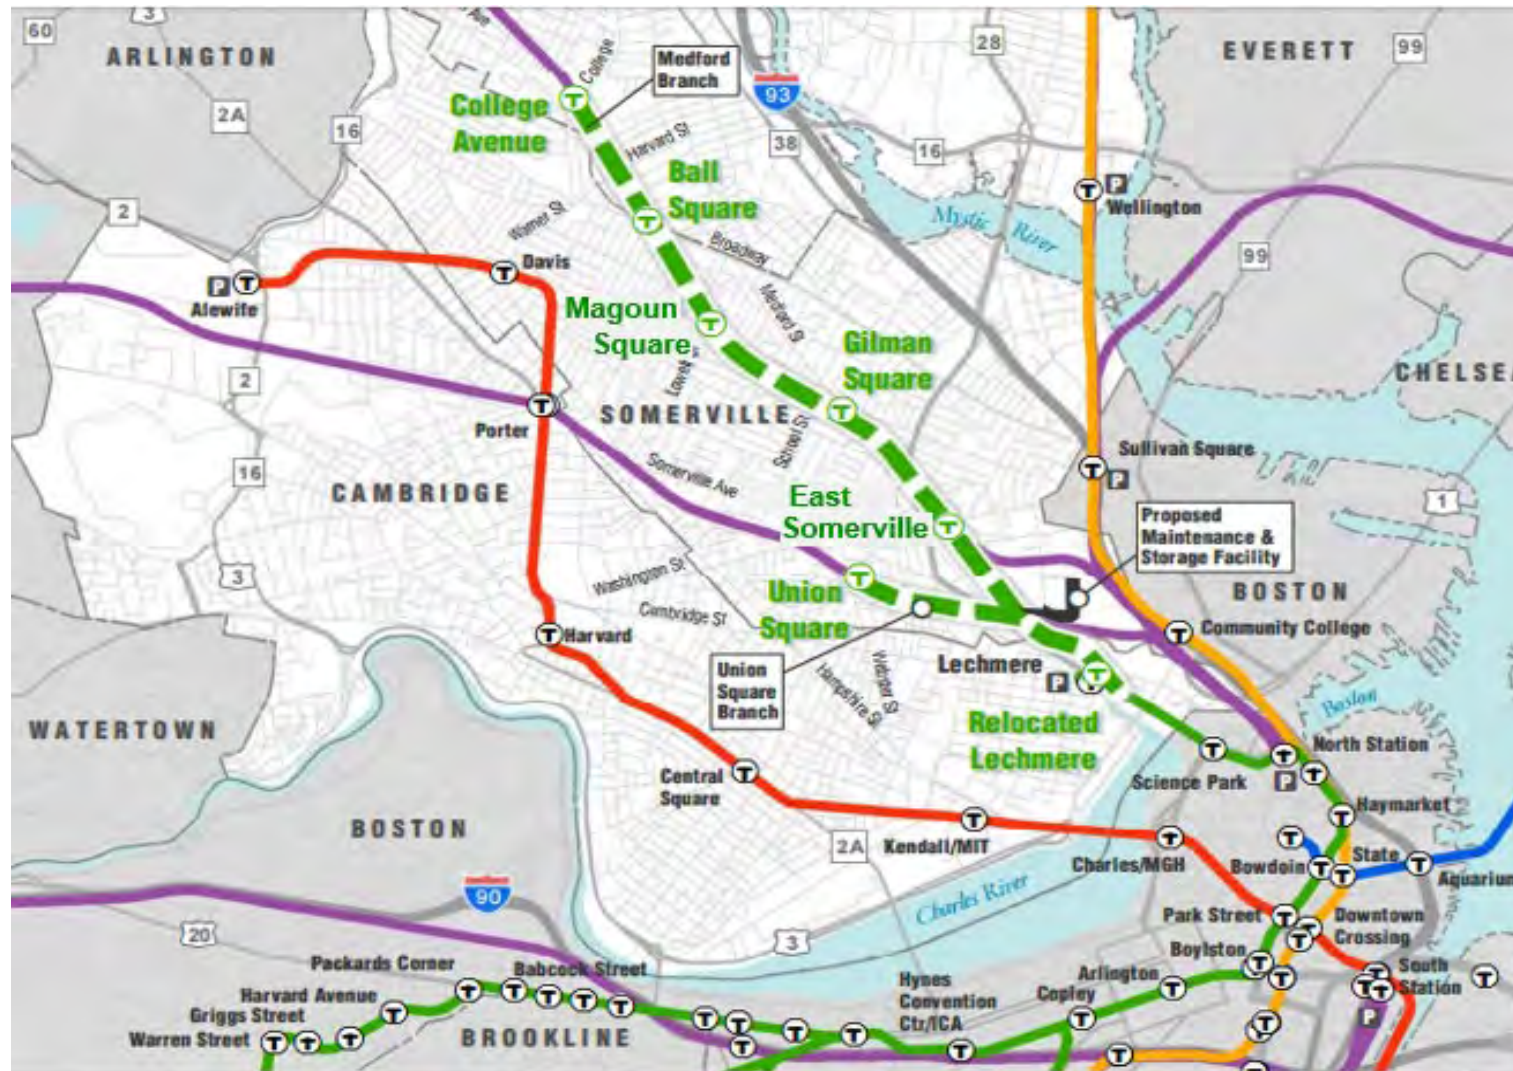 60
3
ARLINGTON
2A
16
College
Medford
Branch
93
28
EVERETT
99
College
Avenue
Harvard St
38
16
Ball
Square
P
Wellington
Mystic River
2
Warner St
Broadway
99
Davis
P
Alewife
Magoun
Square
Medford St
Gilman
Square
CHELSEA
2
SOMERVILLE
Porter
School St
Sullivan Square
P
16
Somerville Ave
CAMBRIDGE
East
Somerville
1
Proposed
Maintenance &
Storage Facility
3
Washington St
Union
Square
BOSTON
Cambridge St
Harvard
Community College
Union
Square
Branch
Webster St
Hampshire St
Lechmere
P
Boston
WATERTOWN
Relocated
Lechmere
North Station
Science Park
P
Central
Square
Haymarket
BOSTON
2A
Kendall/MIT
Charles/MGH
Bowdoin
State
Aquarium
90
Charles River
Park Street
Downtown
Crossing
20
3
Boylston
Packards Corner
Babcock Street
Hynes
Convention
Ctr/ICA
Arlington
Copley
South
Station
Harvard Avenue
Griggs Street
Warren Street
BROOKLINE
P